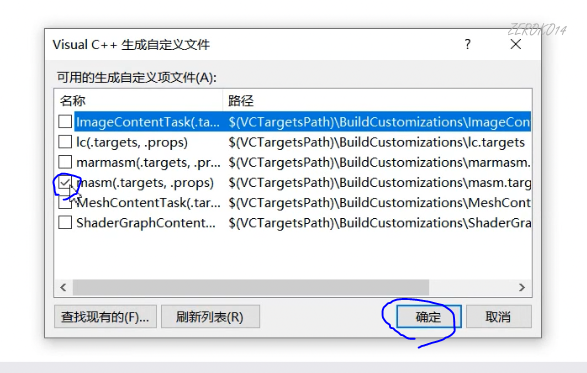 ZEROKO14
Visual C++ 生成自定义文件
? ×
可用的生成自定义项文件(A):
名称 路径
ImageContentTask(.ta... $(VCTargetsPath)\BuildCustomizations\ImageCon
lc(.targets, .props) $(VCTargetsPath)\BuildCustomizations\lc.targets
marmasm(.targets, .pr... $(VCTargetsPath)\BuildCustomizations\marmasm.
masm(.targets, .props) $(VCTargetsPath)\BuildCustomizations\masm.targ
MeshContentTask(.tar... $(VCTargetsPath)\BuildCustomizations\MeshCont
ShaderGraphContent... $(VCTargetsPath)\BuildCustomizations\ShaderGra
查找现有的(F)... 刷新列表(R) 确定 取消